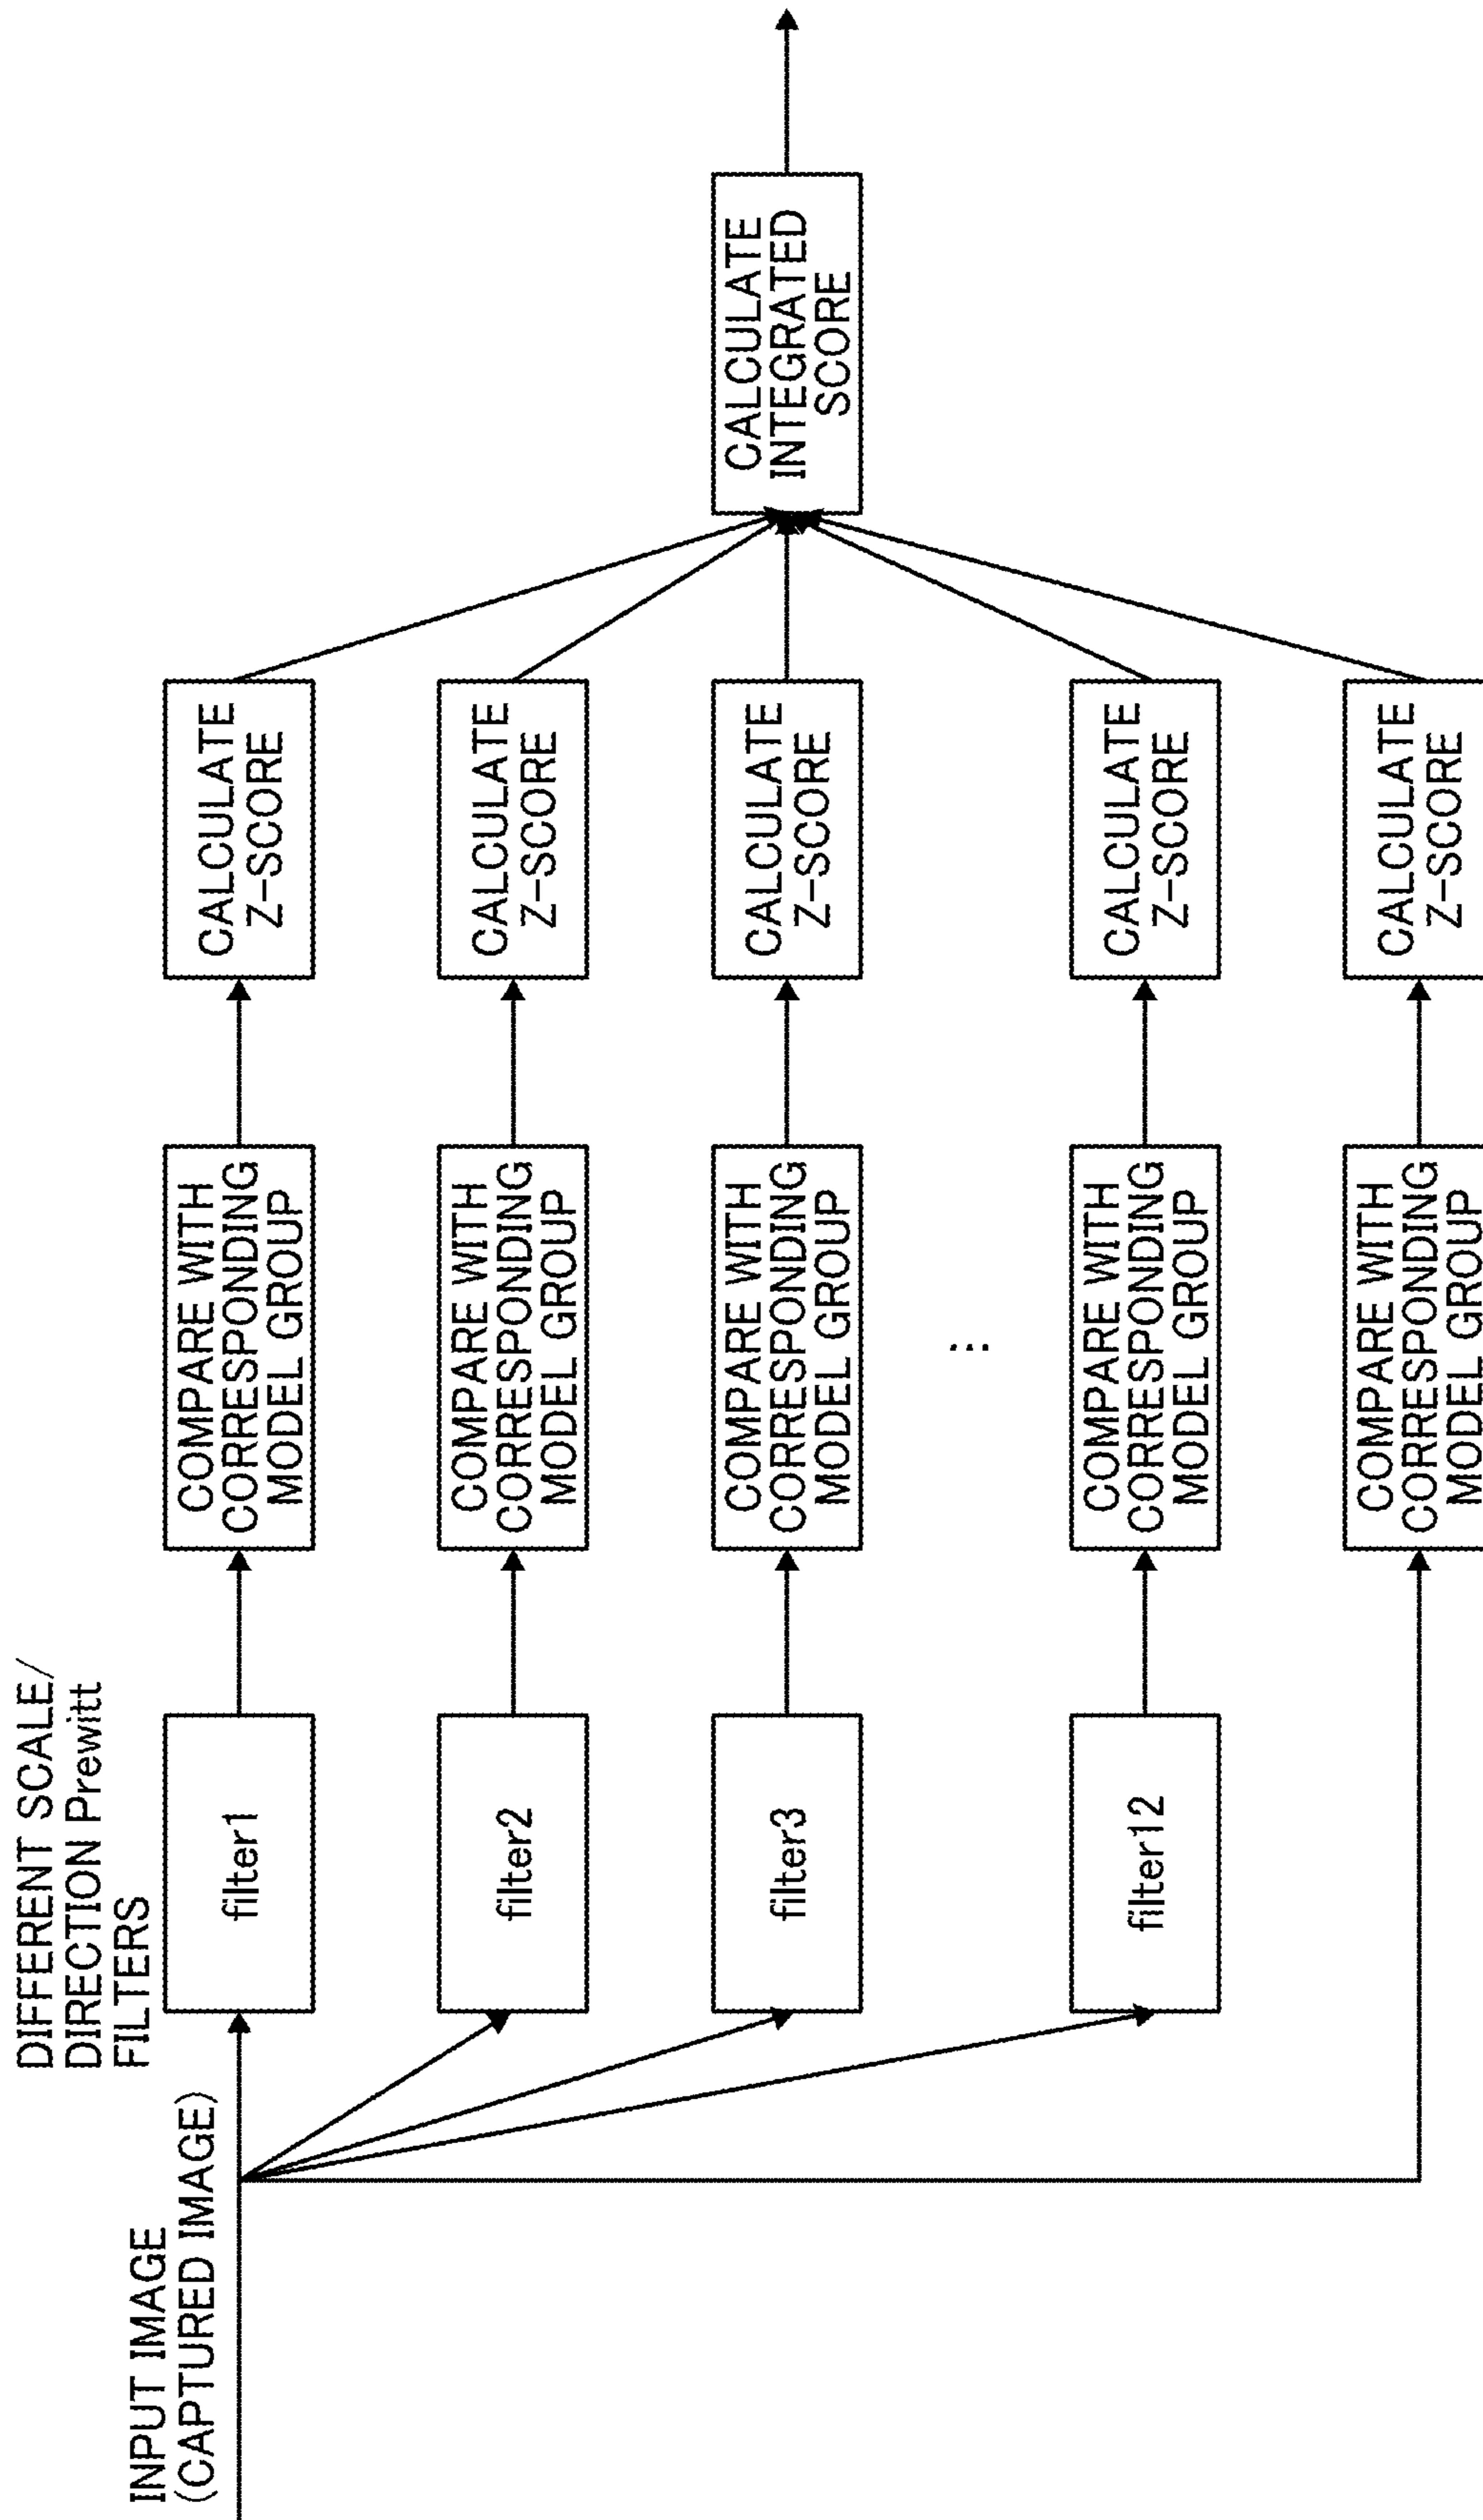 INPUT IMAGE
(CAPTURED IMAGE)
DIFFERENT SCALE/
DIRECTION Prewitt
FILTERS
filter1
COMPARE WITH
CORRESPONDING
MODEL GROUP
CALCULATE
Z-SCORE
filter2
COMPARE WITH
CORRESPONDING
MODEL GROUP
CALCULATE
Z-SCORE
filter3
COMPARE WITH
CORRESPONDING
MODEL GROUP
CALCULATE
Z-SCORE
CALCULATE
INTEGRATED
SCORE
...
filter12
COMPARE WITH
CORRESPONDING
MODEL GROUP
CALCULATE
Z-SCORE
COMPARE WITH
CORRESPONDING
MODEL GROUP
CALCULATE
Z-SCORE